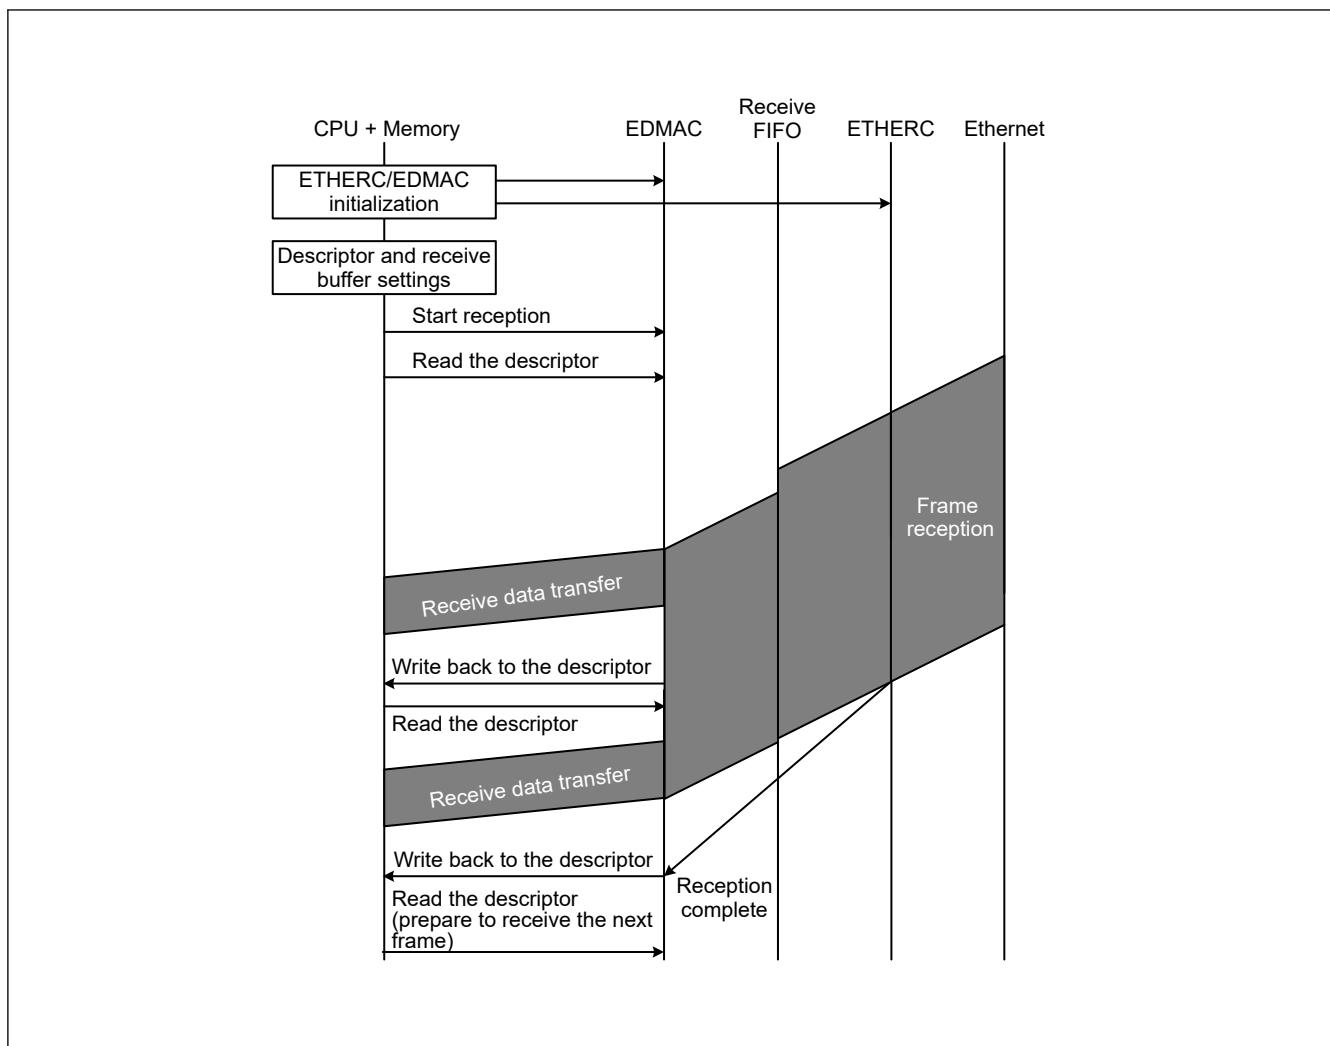 CPU + Memory
EDMAC
Receive
FIFO
ETHERC
Ethernet
ETHERC/EDMAC
initialization
Descriptor and receive
buffer settings
Start reception
Read the descriptor
Frame
reception
Receive data transfer
Write back to the descriptor
Read the descriptor
Receive data transfer
Write back to the descriptor
Reception
complete
Read the descriptor
(prepare to receive the next
frame)